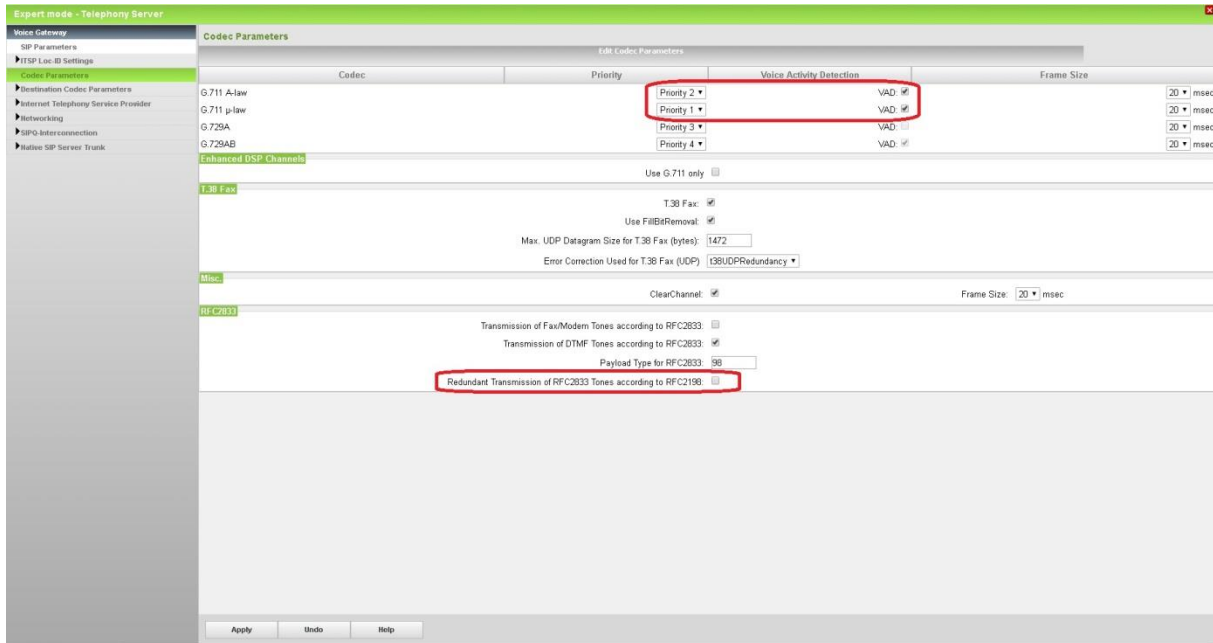 Expert mode - Telephony Server
Voice Gateway
SIP Parameters
ITSP Loc-ID Settings
Codec Parameters
Destination Codec Parameters
Internet Telephony Service Provider
Networking
SIPQ-Interconnection
Native SIP Server Trunk
Codec Parameters
Edit Codec Parameters
Codec Priority Voice Activity Detection Frame Size
G.711 A-law Priority 2 VAD: 20 msec
G.711 µ-law Priority 1 VAD: 20 msec
G.729A Priority 3 VAD: 20 msec
G.729AB Priority 4 VAD: 20 msec
Enhanced DSP Channels
Use G.711 only
T.38 Fax
T.38 Fax:
Use FillBitRemoval:
Max. UDP Datagram Size for T.38 Fax (bytes): 1472
Error Correction Used for T.38 Fax (UDP) t38UDPRedundancy
Misc.
ClearChannel: Frame Size: 20 msec
RFC2833
Transmission of Fax/Modem Tones according to RFC2833:
Transmission of DTMF Tones according to RFC2833:
Payload Type for RFC2833: 98
Redundant Transmission of RFC2833 Tones according to RFC2198:
Apply Undo Help